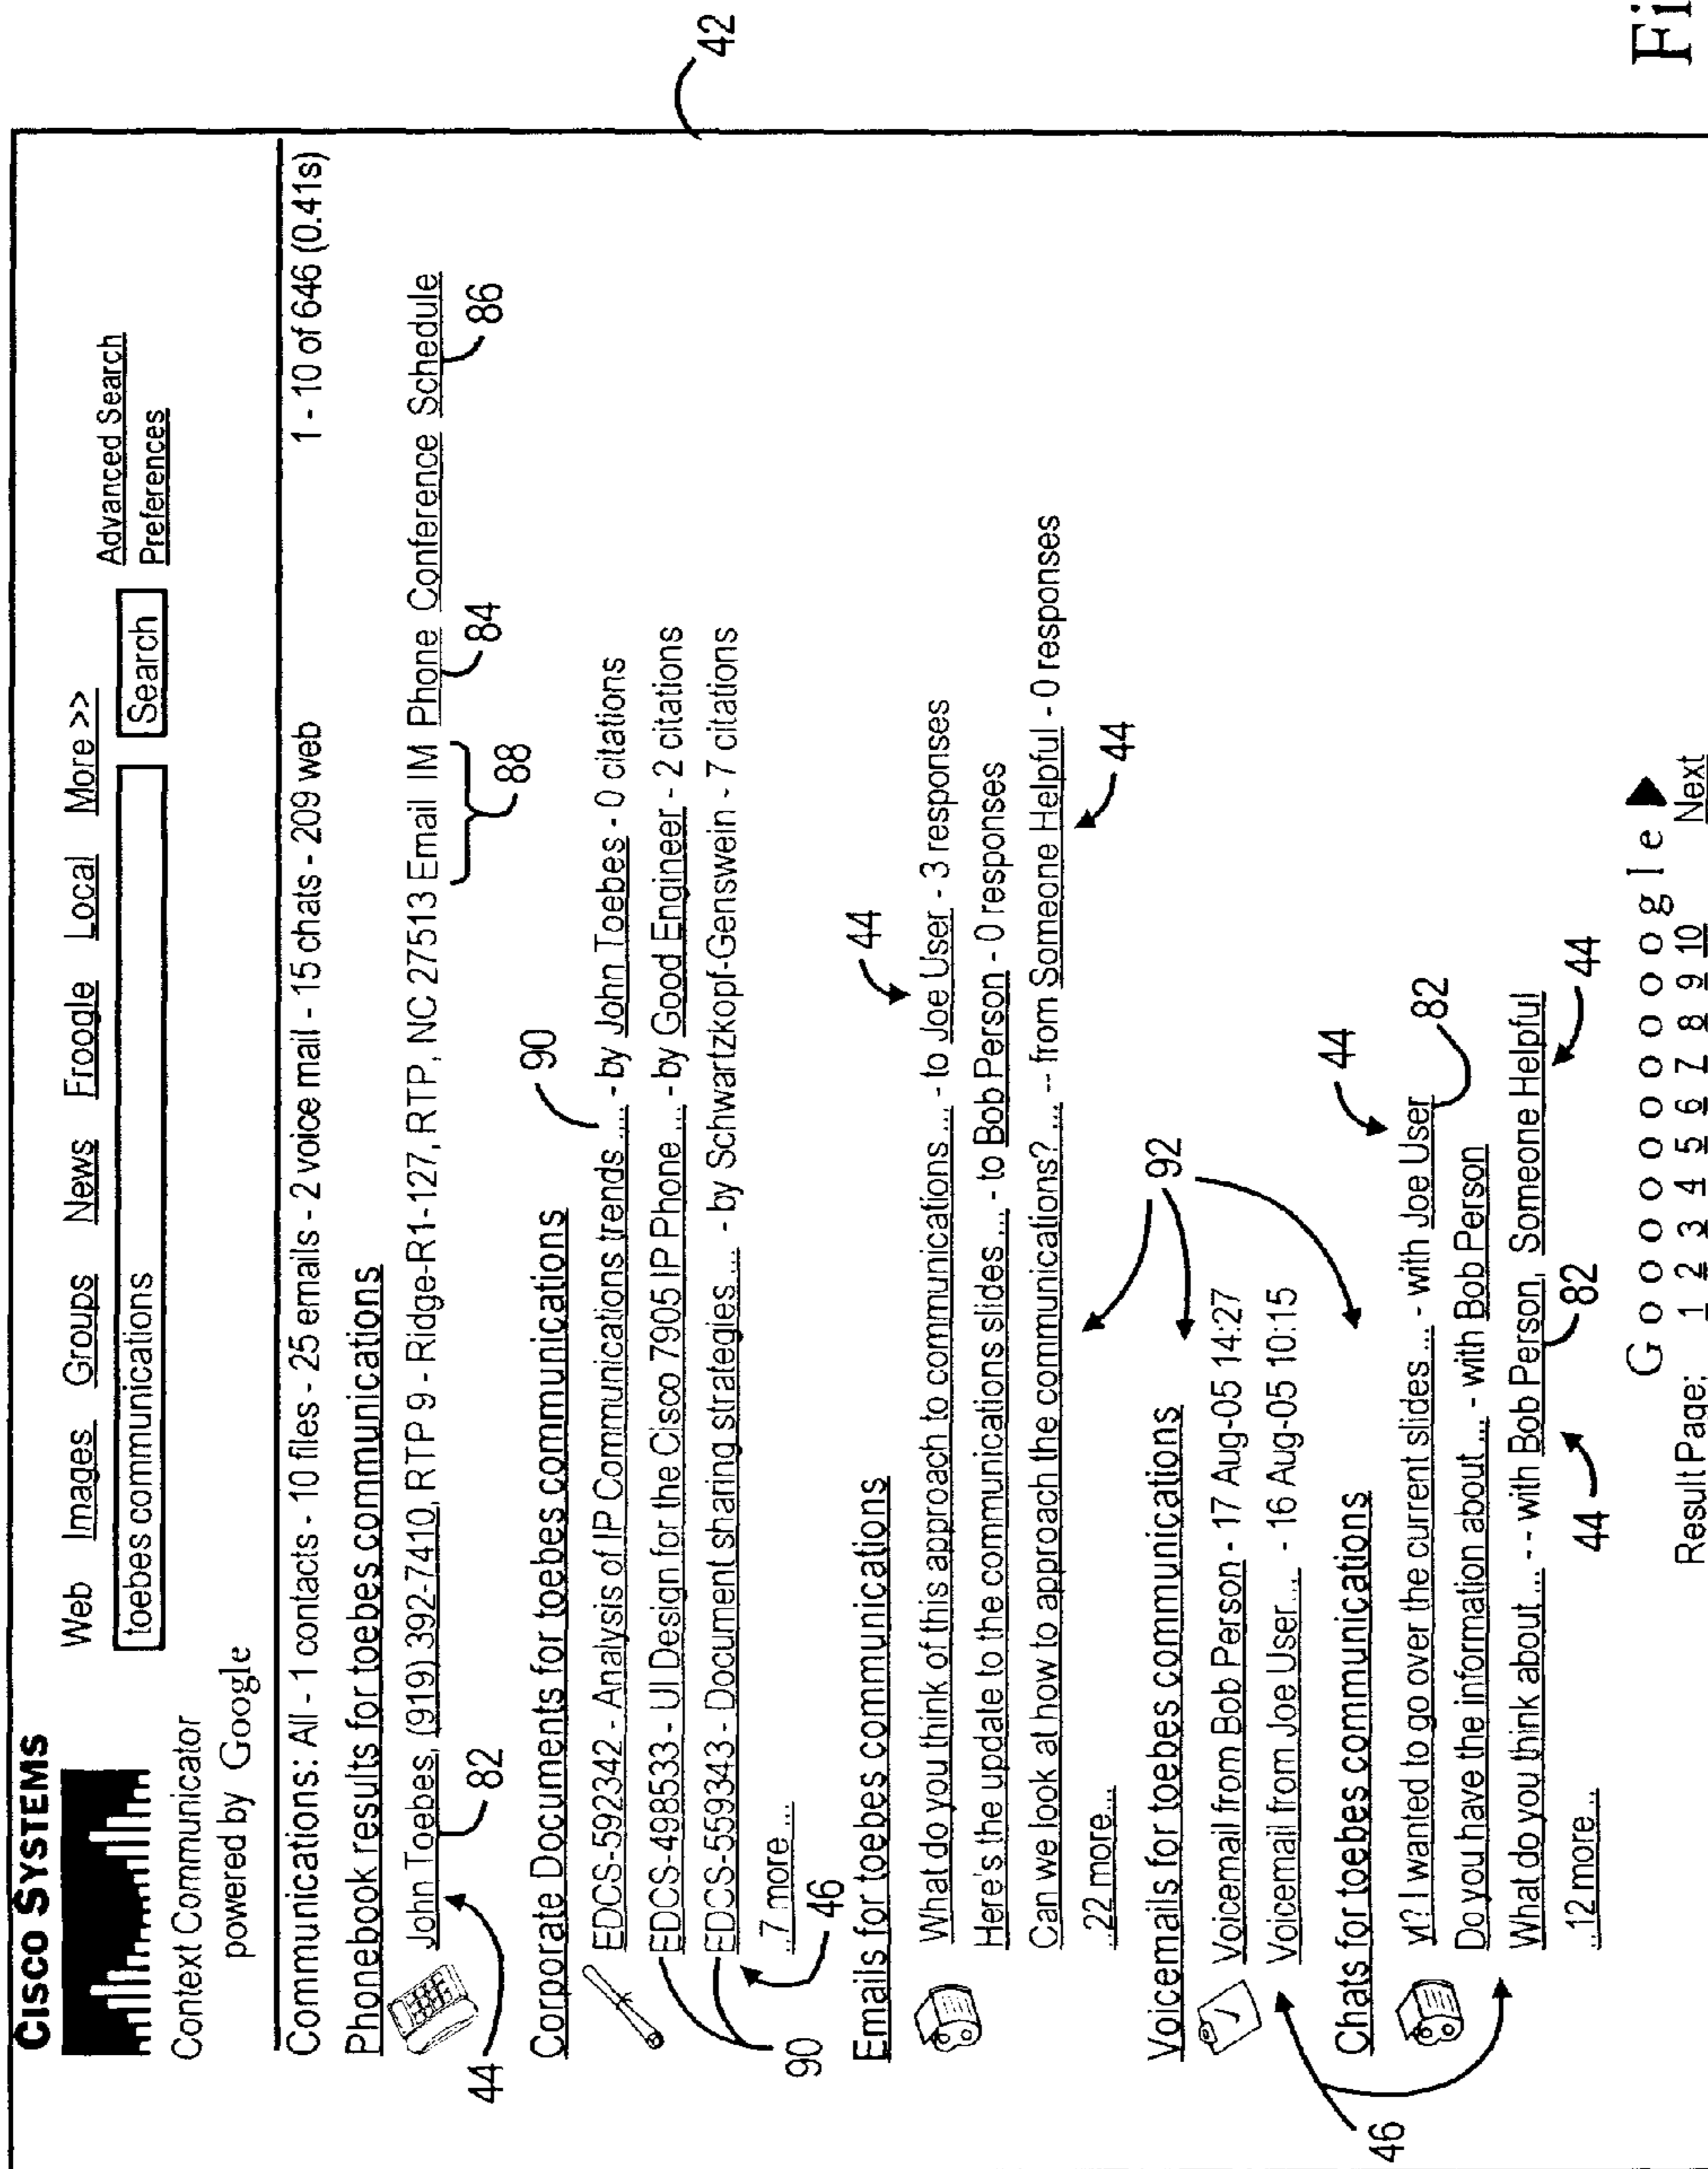 CISCO SYSTEMS
Web Images Groups News Froogle Local More >>
toebes communications Search
Advanced Search
Preferences
Context Communicator
powered by Google
Communications: All - 1 contacts - 10 files - 25 emails - 2 voice mail - 15 chats - 209 web 1 - 10 of 646 (0.41s)
Phonebook results for toebes communications
John Toebes, (919) 392-7410, RTP 9 - Ridge-R1-127, RTP, NC 27513 Email IM Phone Conference Schedule
44 82 88 84 86
Corporate Documents for toebes communications
90
EDCS-592342 - Analysis of IP Communications trends ... - by John Toebes - 0 citations
EDCS-498533 - UI Design for the Cisco 7905 IP Phone ... - by Good Engineer - 2 citations
EDCS-559343 - Document sharing strategies ... - by Schwartzkopf-Genswein - 7 citations
42
...7 more ...
90 46
Emails for toebes communications
44
What do you think of this approach to communications ... - to Joe User - 3 responses
Here's the update to the communications slides ... - to Bob Person - 0 responses
Can we look at how to approach the communications? ... -- from Someone Helpful - 0 responses
44
...22 more...
92
Voicemails for toebes communications
Voicemail from Bob Person - 17 Aug-05 14:27
Voicemail from Joe User... - 16 Aug-05 10:15
44
Chats for toebes communications
46
yt? I wanted to go over the current slides ... - with Joe User
82
Do you have the information about ... - with Bob Person
What do you think about ... -- with Bob Person, Someone Helpful
44 82 44
...12 more ..
G o o o o o o o o o o g l e
Result Page: 1 2 3 4 5 6 7 8 9 10 Next